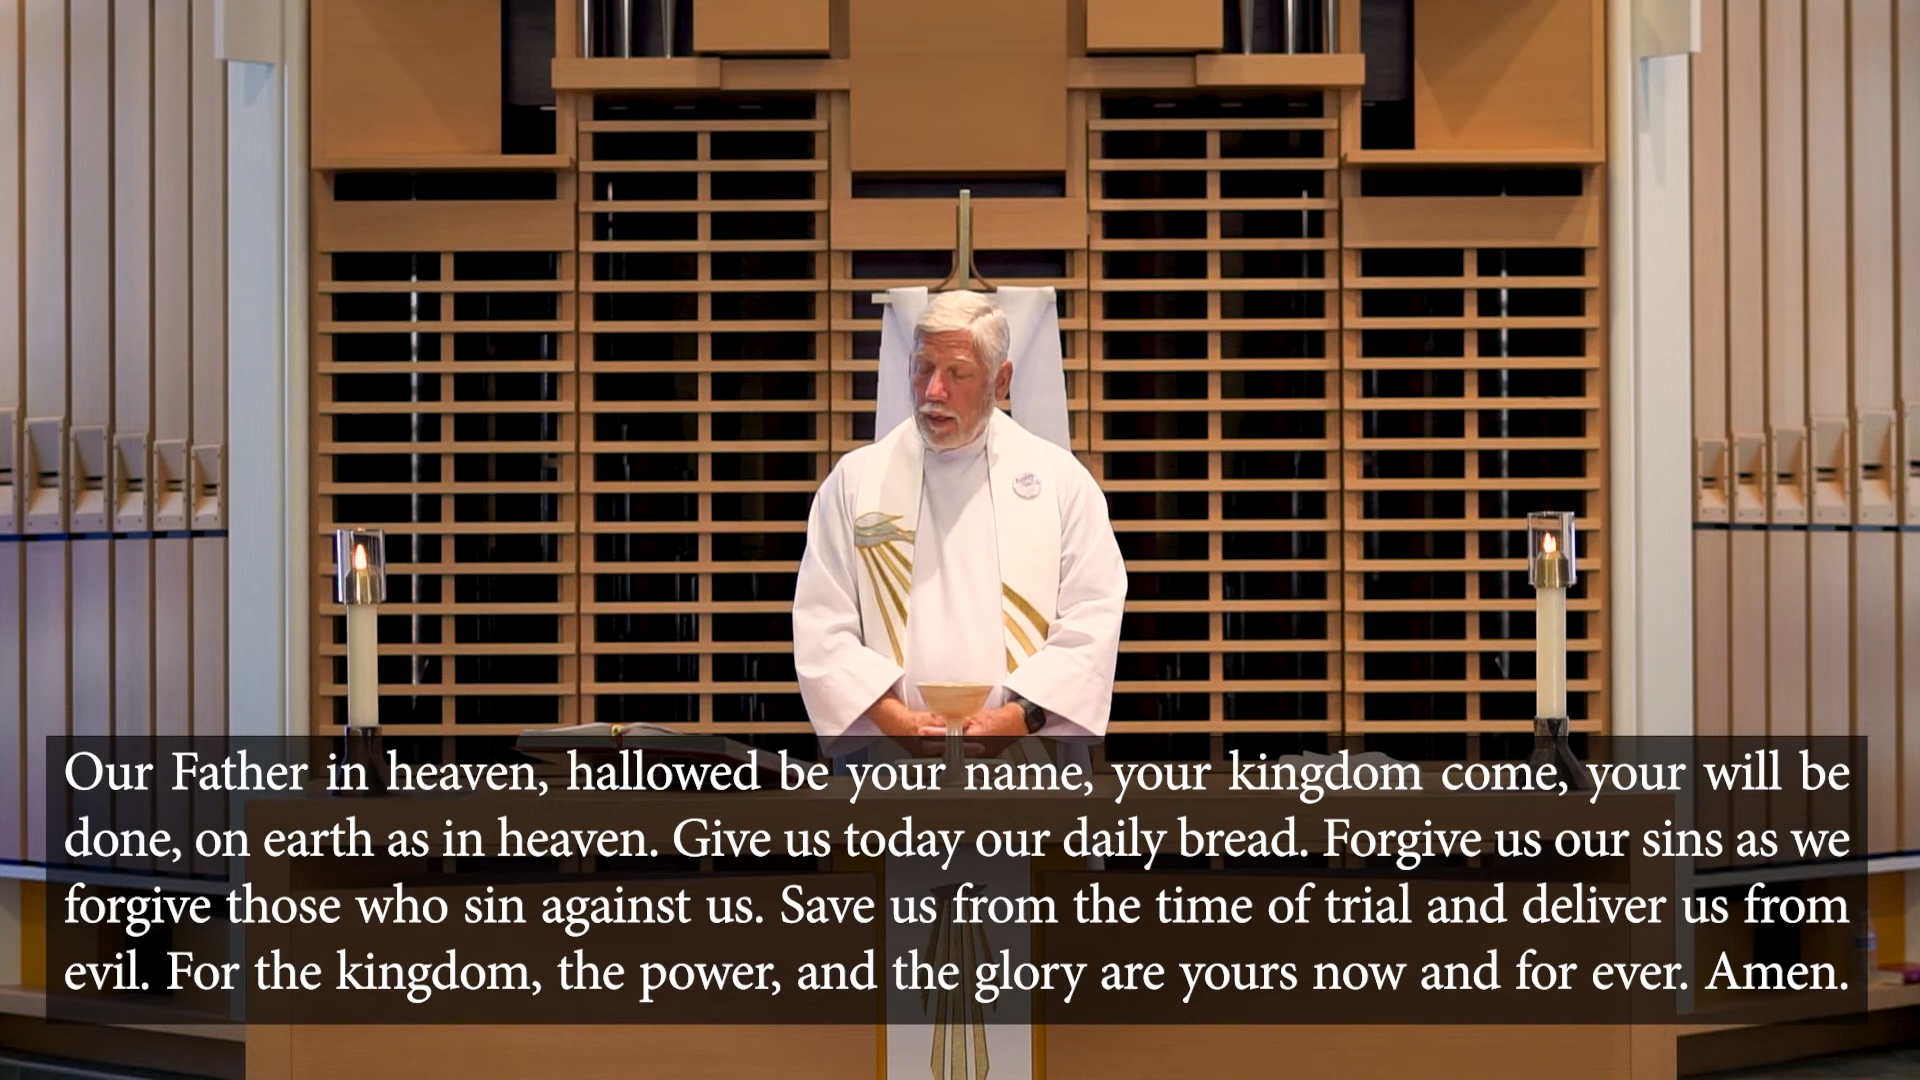 Our Father in heaven, hallowed be your name, your kingdom come, your will be
done, on earth as in heaven. Give us today our daily bread. Forgive us our sins as we
forgive those who sin against us. Save us from the time of trial and deliver us from
evil. For the kingdom, the power, and the glory are yours now and for ever. Amen.